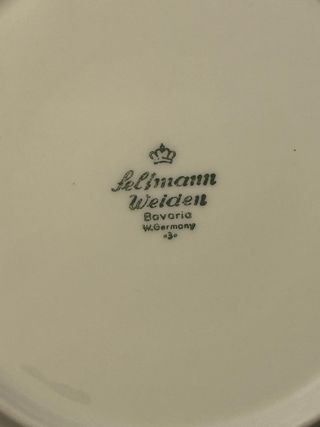 Seltmann
Weiden
Bavaria
W.Germany
«3»